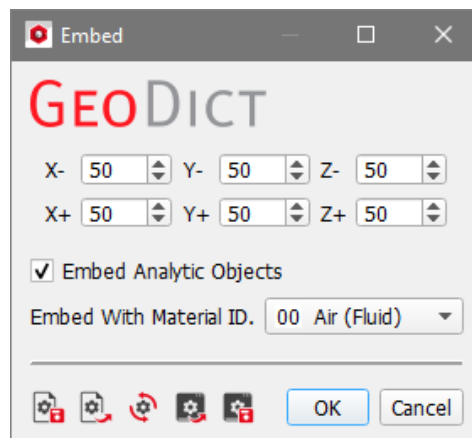 Embed
GEODICT
X- 50 Y- 50 Z- 50
X+ 50 Y+ 50 Z+ 50
Embed Analytic Objects
Embed With Material ID. 00 Air (Fluid)
OK Cancel